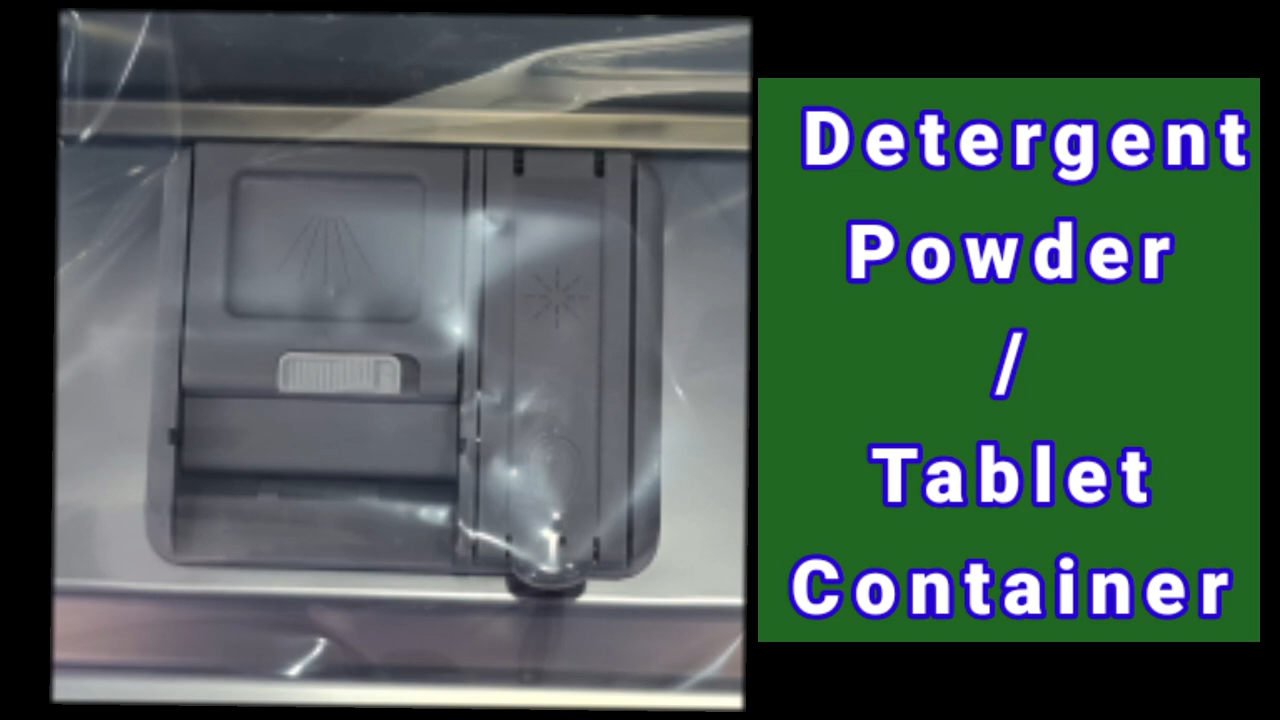 Detergent
Powder
/
Tablet
Container